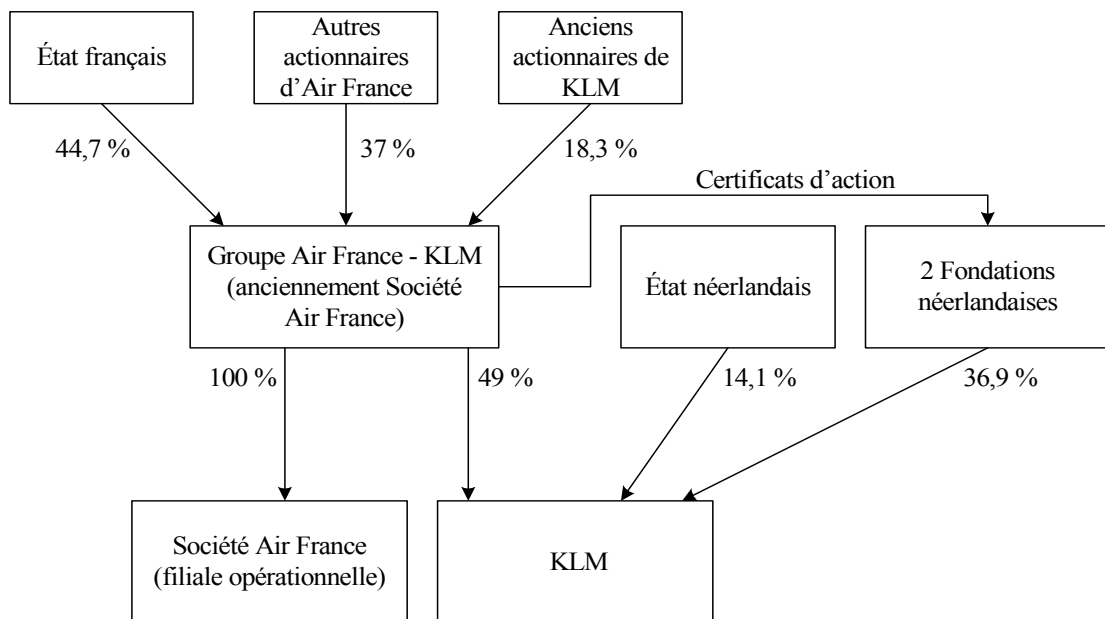 État français
Autres
actionnaires
d’Air France
Anciens
actionnaires de
KLM
44,7 %
37 %
18,3 %
Certificats d’action
Groupe Air France - KLM
(anciennement Société
Air France)
État néerlandais
2 Fondations
néerlandaises
100 %
49 %
14,1 %
36,9 %
Société Air France
(filiale opérationnelle)
KLM